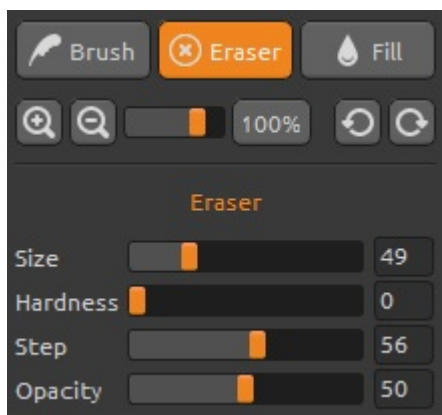 Brush Eraser Fill
100%
Eraser
Size 49
Hardness 0
Step 56
Opacity 50